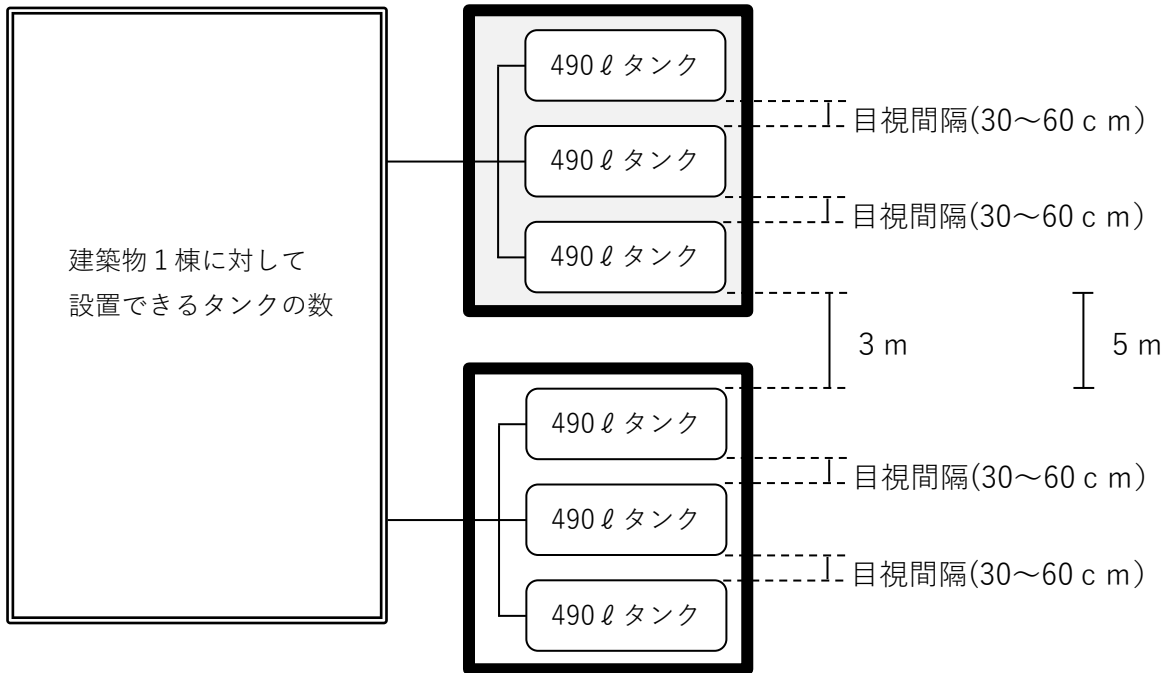 490ℓタンク
目視間隔(30～60ｃｍ)
490ℓタンク
目視間隔(30～60ｃｍ)
490ℓタンク
建築物１棟に対して
設置できるタンクの数
３ｍ
５ｍ
490ℓタンク
目視間隔(30～60ｃｍ)
490ℓタンク
目視間隔(30～60ｃｍ)
490ℓタンク